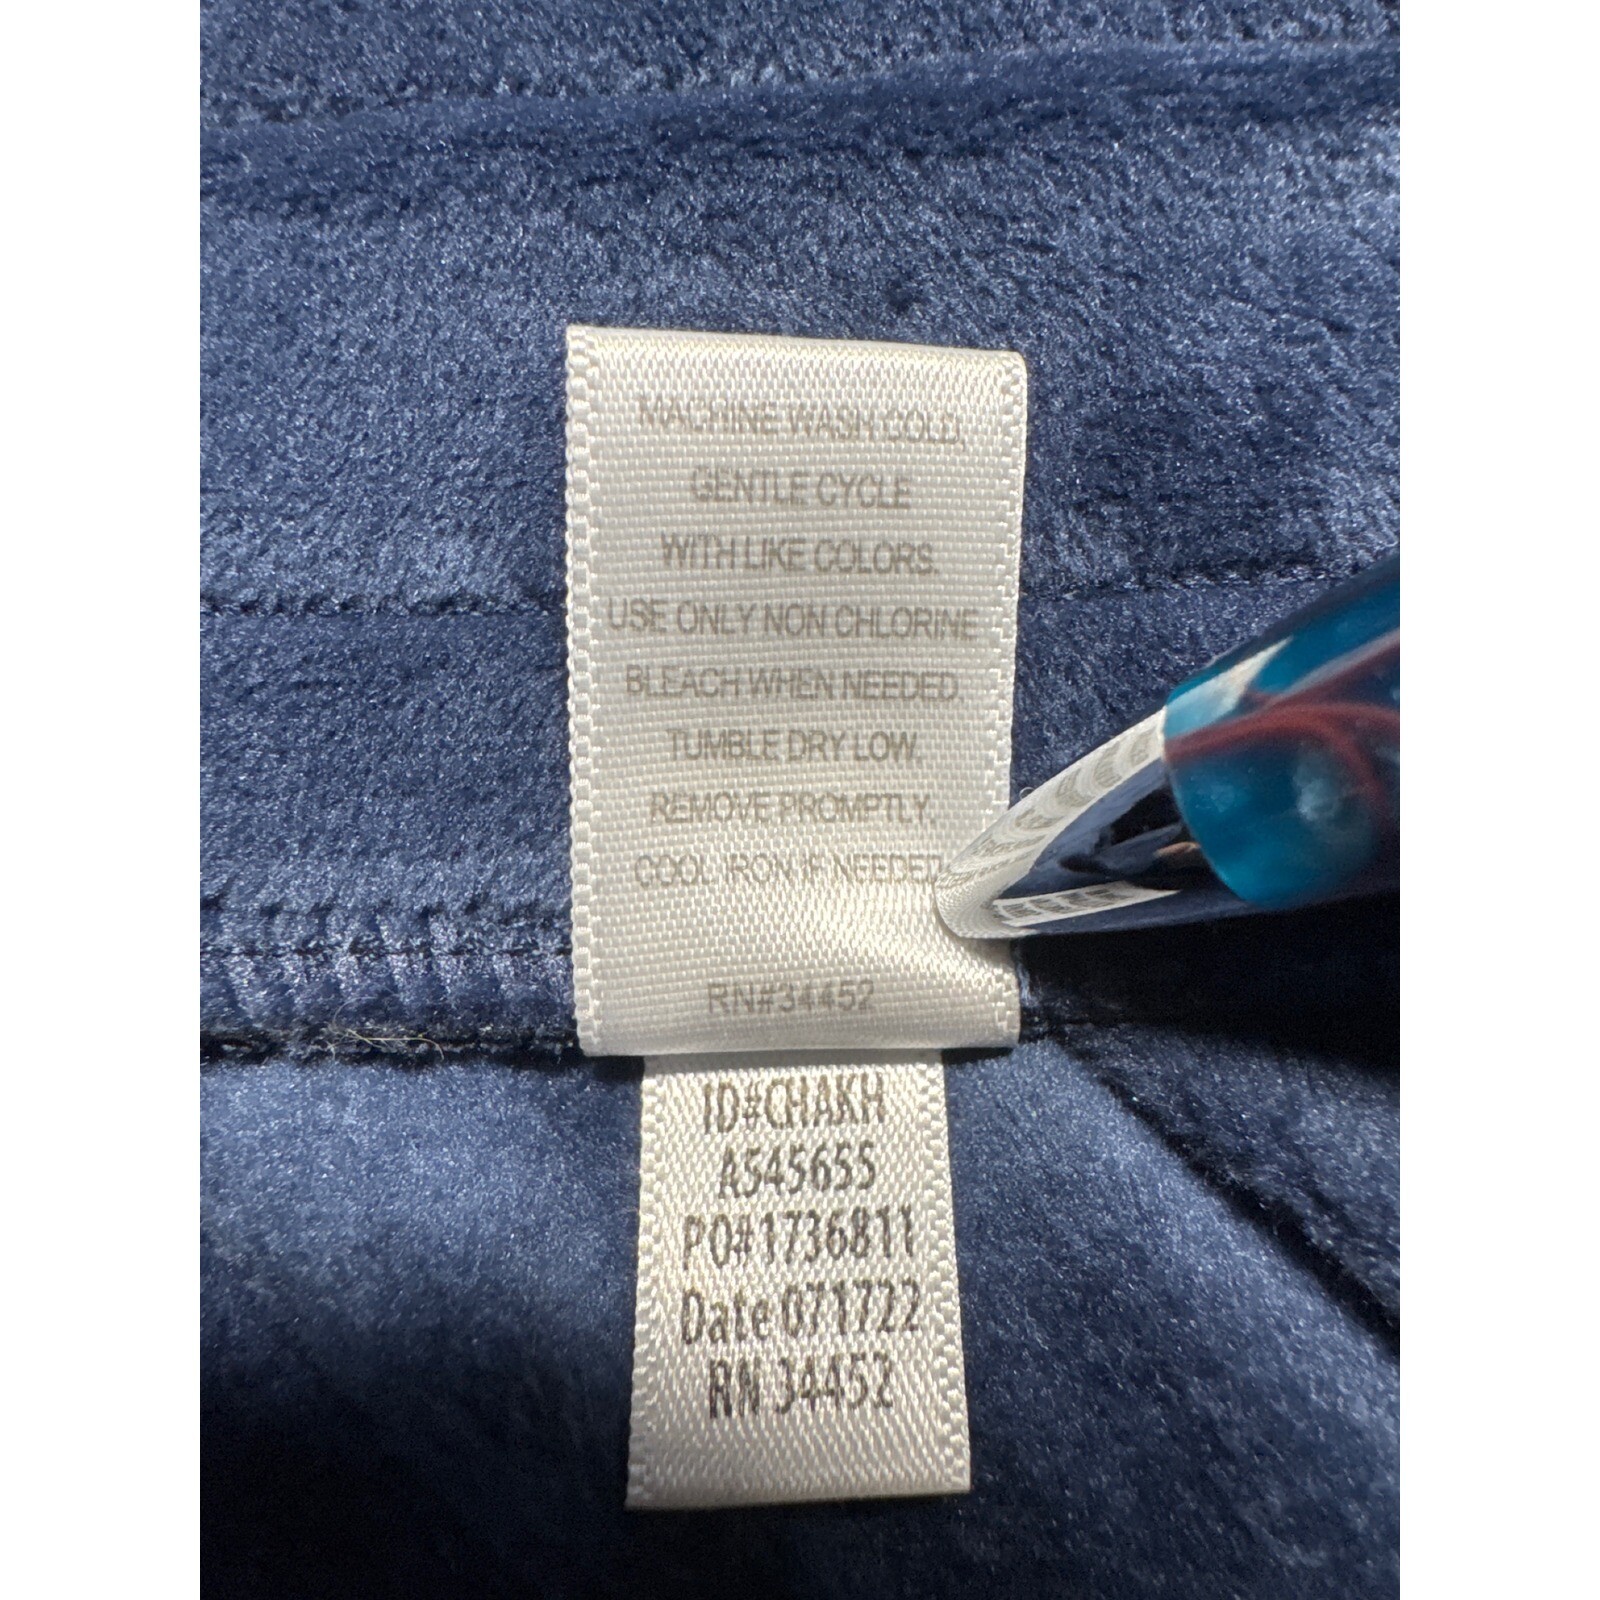 MACHINE WASH COLD,
GENTLE CYCLE
WITH LIKE COLORS.
USE ONLY NON CHLORINE
BLEACH WHEN NEEDED.
TUMBLE DRY LOW.
REMOVE PROMPTLY.
COOL IRON IF NEEDED
RN#34452
ID#CHAKH
A545655
PO#1736811
Date 071722
RN 34452